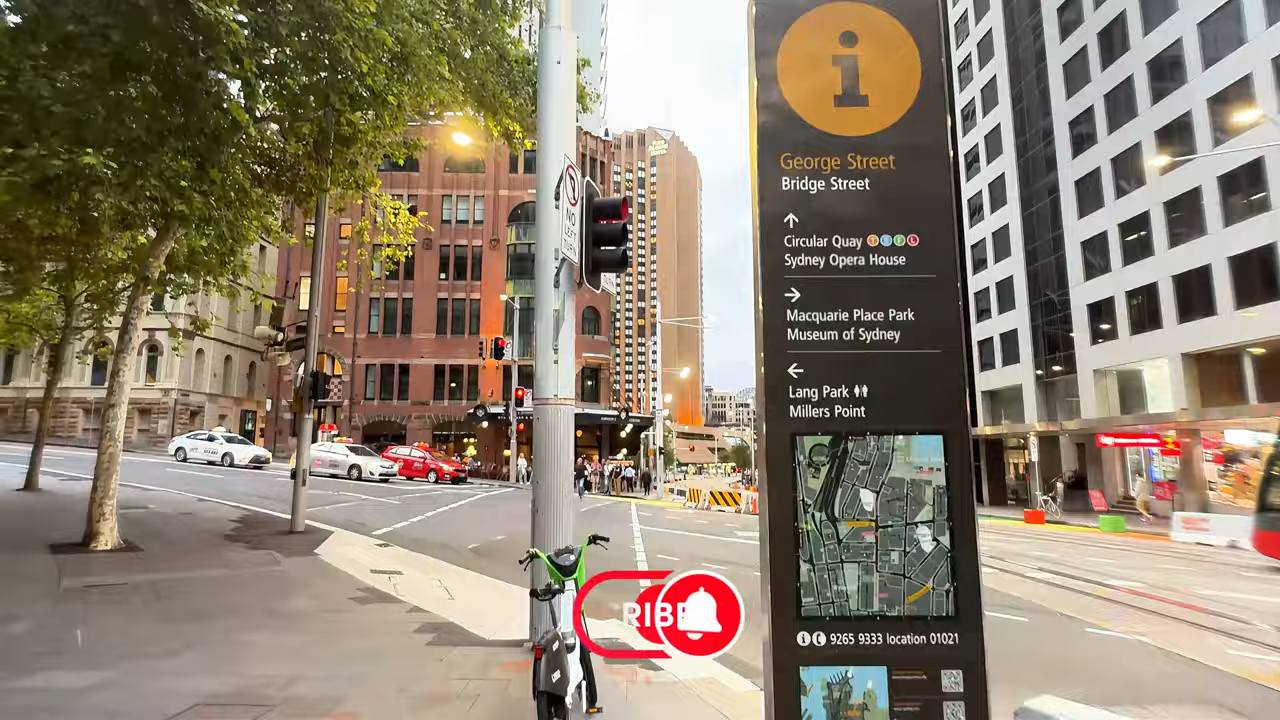 i
George Street
Bridge Street
↑
Circular Quay T B F L
Sydney Opera House
→
Macquarie Place Park
Museum of Sydney
←
Lang Park
Millers Point
i 9265 9333 location 01021
NO
LEFT
TURN
RIBE